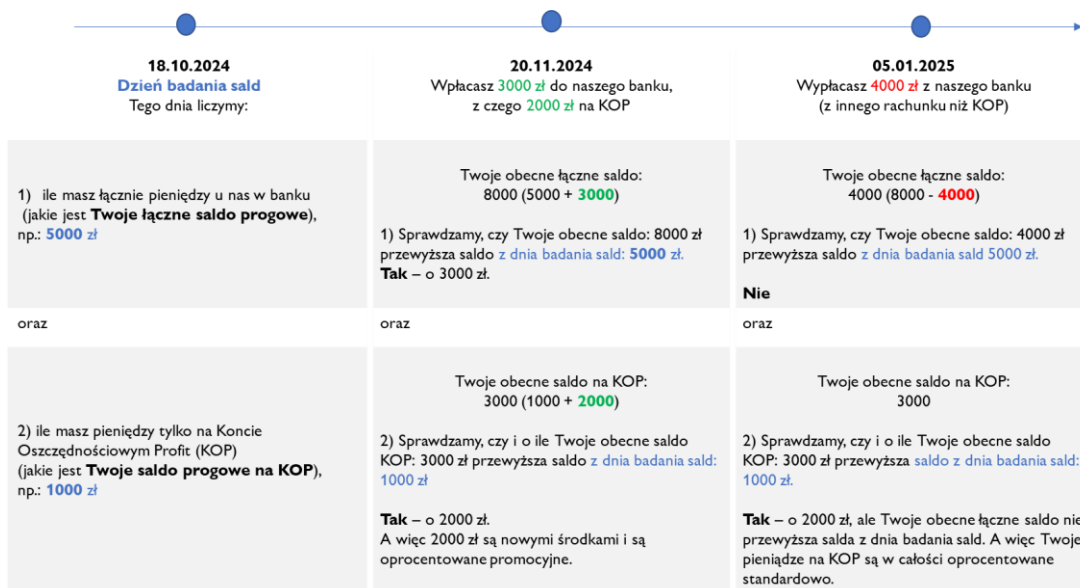 18.10.2024
Dzień badania sald
Tego dnia liczymy:
20.11.2024
Wpłacasz 3000 zł do naszego banku,
z czego 2000 zł na KOP
05.01.2025
Wypłacasz 4000 zł z naszego banku
(z innego rachunku niż KOP)
1) ile masz łącznie pieniędzy u nas w banku
(jakie jest Twoje łączne saldo progowe),
np.: 5000 zł
Twoje obecne łączne saldo:
8000 (5000 + 3000)
1) Sprawdzamy, czy Twoje obecne saldo: 8000 zł
przewyższa saldo z dnia badania sald: 5000 zł.
Tak – o 3000 zł.
Twoje obecne łączne saldo:
4000 (8000 - 4000)
1) Sprawdzamy, czy Twoje obecne saldo: 4000 zł
przewyższa saldo z dnia badania sald 5000 zł.
Nie
oraz
oraz
oraz
2) ile masz pieniędzy tylko na Koncie
Oszczędnościowym Profit (KOP)
(jakie jest Twoje saldo progowe na KOP),
np.: 1000 zł
Twoje obecne saldo na KOP:
3000 (1000 + 2000)
2) Sprawdzamy, czy i o ile Twoje obecne saldo
KOP: 3000 zł przewyższa saldo z dnia badania sald:
1000 zł
Tak – o 2000 zł.
A więc 2000 zł są nowymi środkami i są
oprocentowane promocyjne.
Twoje obecne saldo na KOP:
3000
2) Sprawdzamy, czy i o ile Twoje obecne saldo
KOP: 3000 zł przewyższa saldo z dnia badania sald:
1000 zł.
Tak – o 2000 zł, ale Twoje obecne łączne saldo nie
przewyższa salda z dnia badania sald. A więc Twoje
pieniądze na KOP są w całości oprocentowane
standardowo.